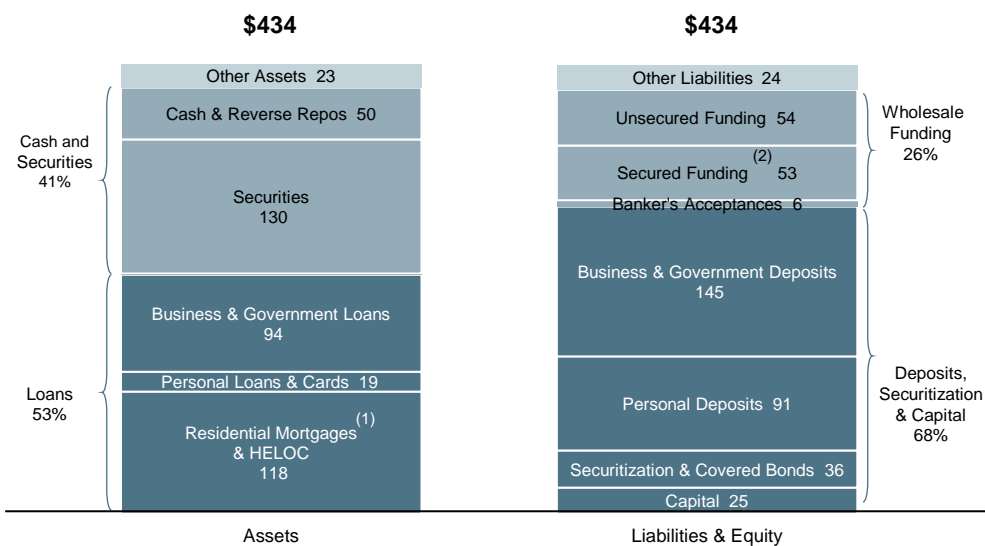 $434
$434
Other Assets 23
Cash & Reverse Repos 50
Securities
130
Business & Government Loans
94
Personal Loans & Cards 19
Residential Mortgages (1)
& HELOC
118
Cash and
Securities
41%
Loans
53%
Other Liabilities 24
Unsecured Funding 54
Secured Funding (2) 53
Banker's Acceptances 6
Business & Government Deposits
145
Personal Deposits 91
Securitization & Covered Bonds 36
Capital 25
Wholesale
Funding
26%
Deposits,
Securitization
& Capital
68%
Assets
Liabilities & Equity